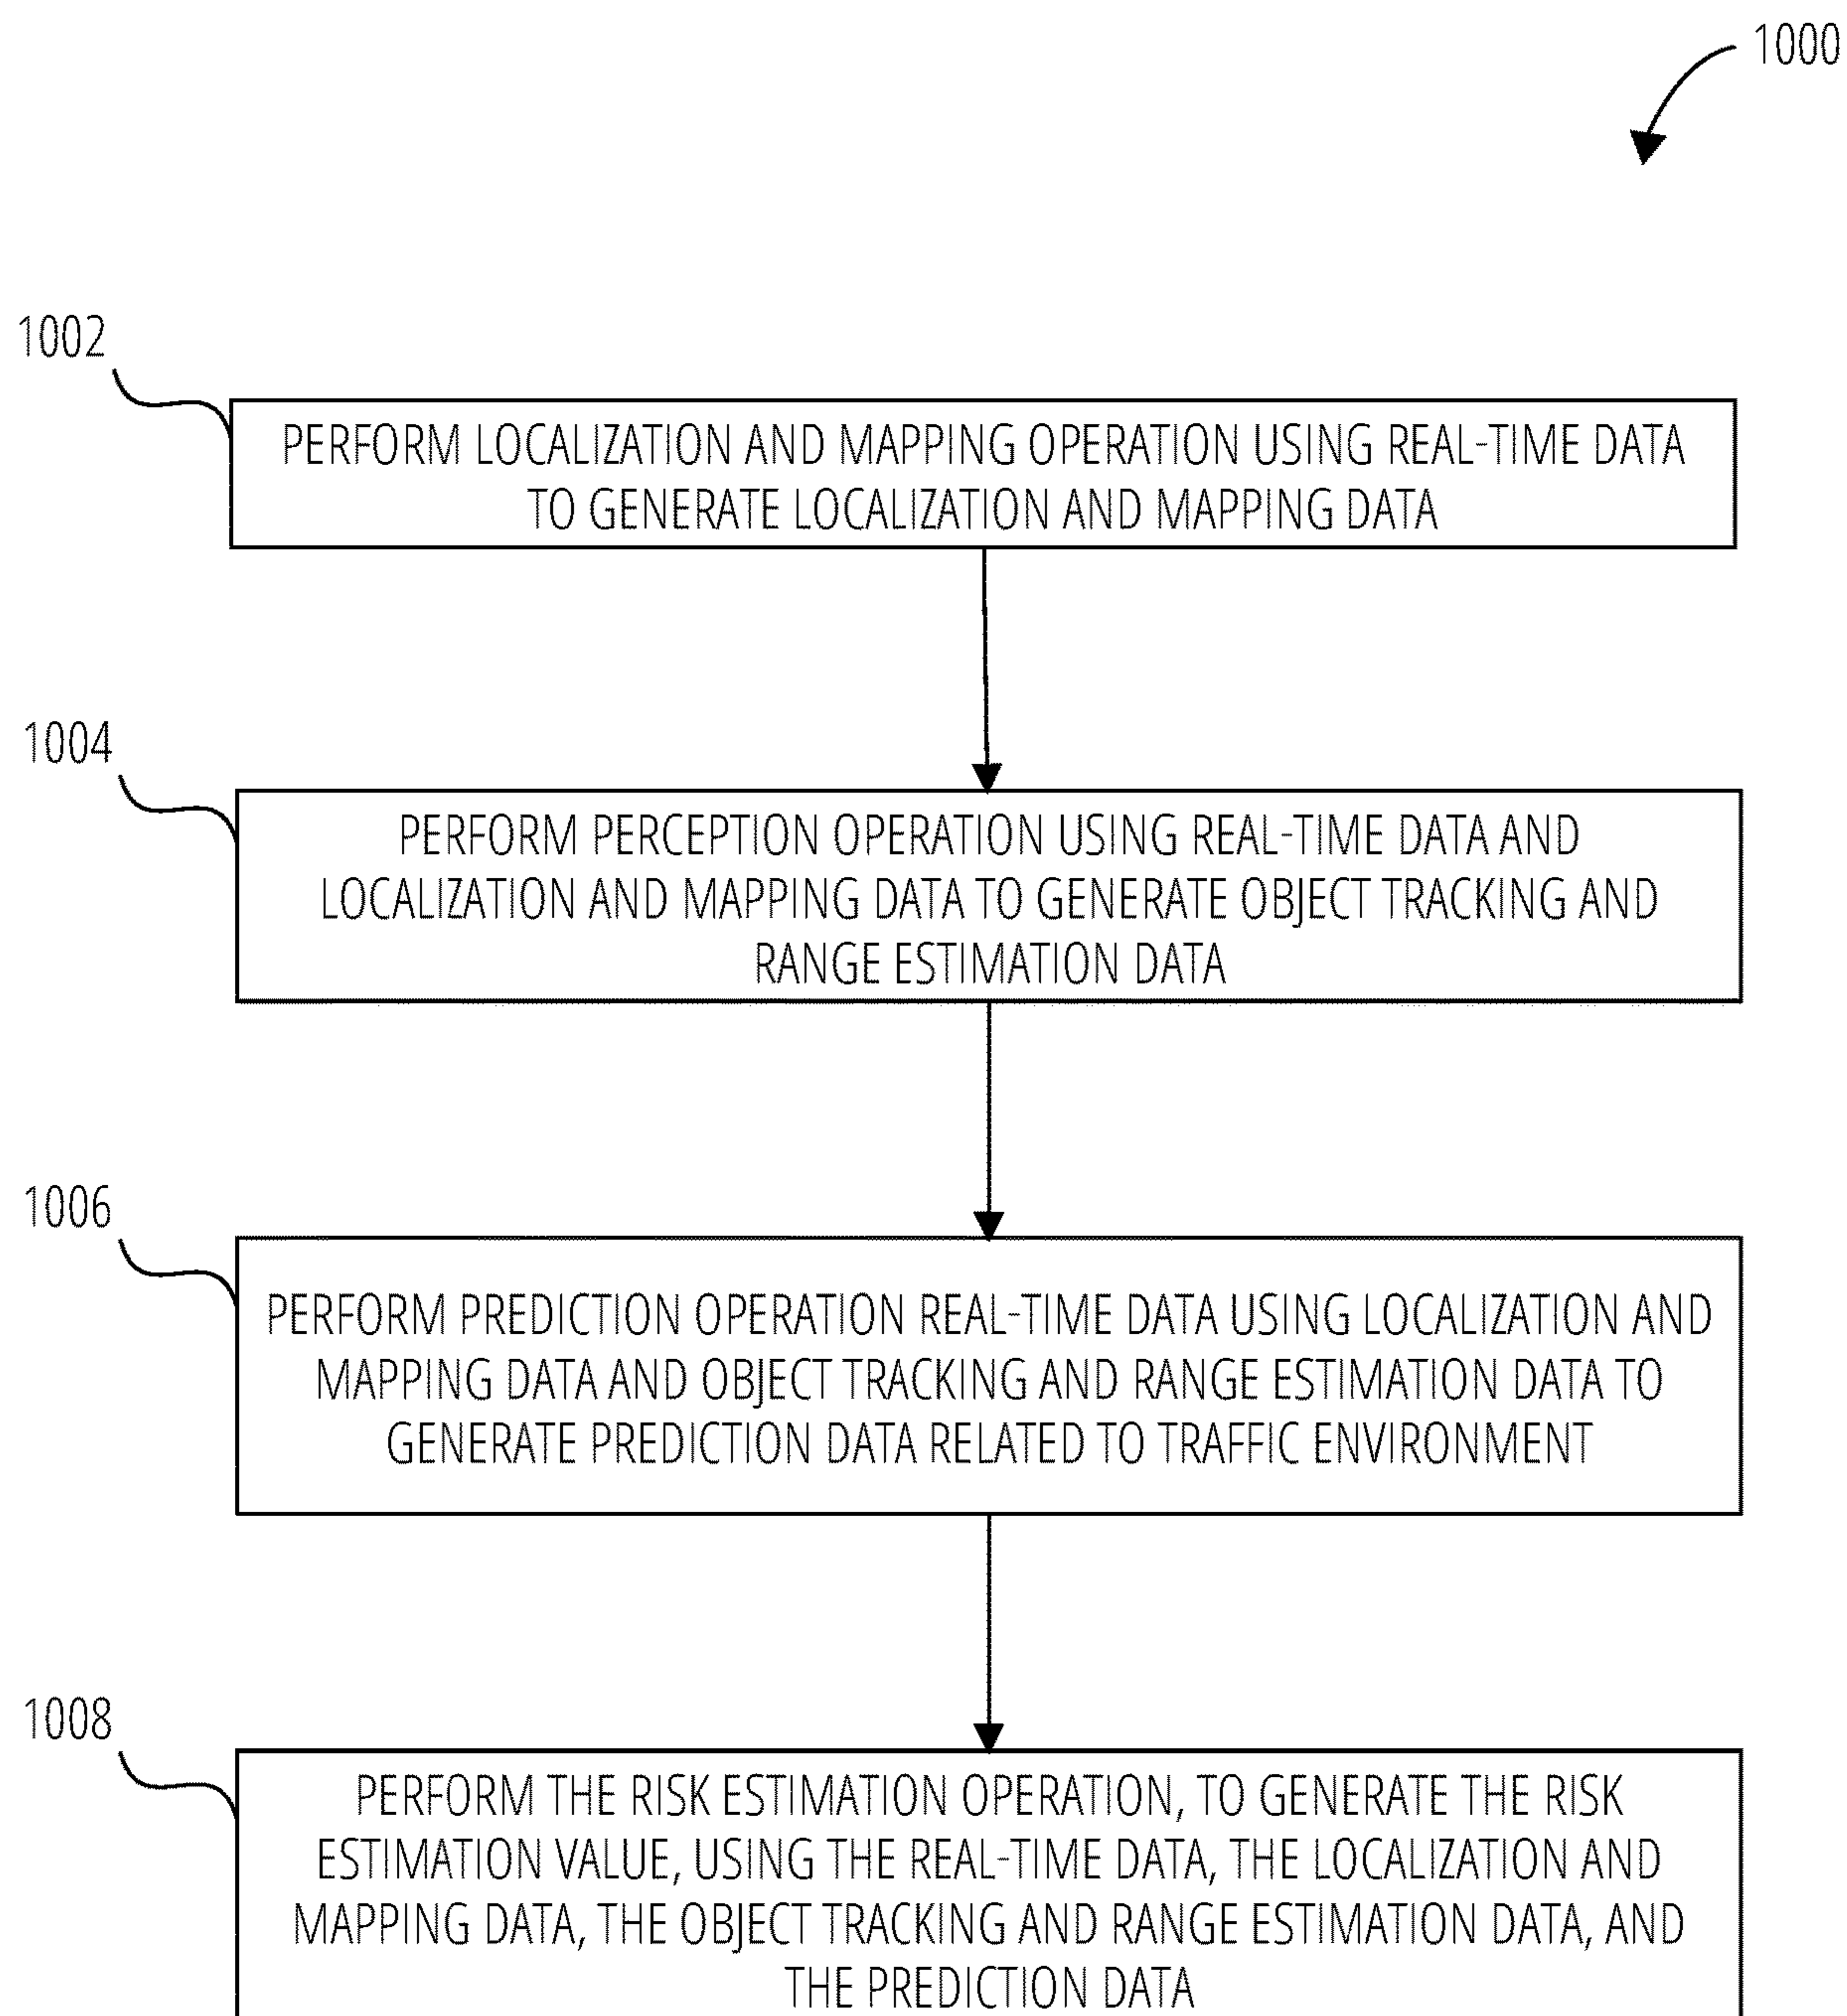 1000
1002
PERFORM LOCALIZATION AND MAPPING OPERATION USING REAL-TIME DATA
TO GENERATE LOCALIZATION AND MAPPING DATA
1004
PERFORM PERCEPTION OPERATION USING REAL-TIME DATA AND
LOCALIZATION AND MAPPING DATA TO GENERATE OBJECT TRACKING AND
RANGE ESTIMATION DATA
1006
PERFORM PREDICTION OPERATION REAL-TIME DATA USING LOCALIZATION AND
MAPPING DATA AND OBJECT TRACKING AND RANGE ESTIMATION DATA TO
GENERATE PREDICTION DATA RELATED TO TRAFFIC ENVIRONMENT
1008
PERFORM THE RISK ESTIMATION OPERATION, TO GENERATE THE RISK
ESTIMATION VALUE, USING THE REAL-TIME DATA, THE LOCALIZATION AND
MAPPING DATA, THE OBJECT TRACKING AND RANGE ESTIMATION DATA, AND
THE PREDICTION DATA